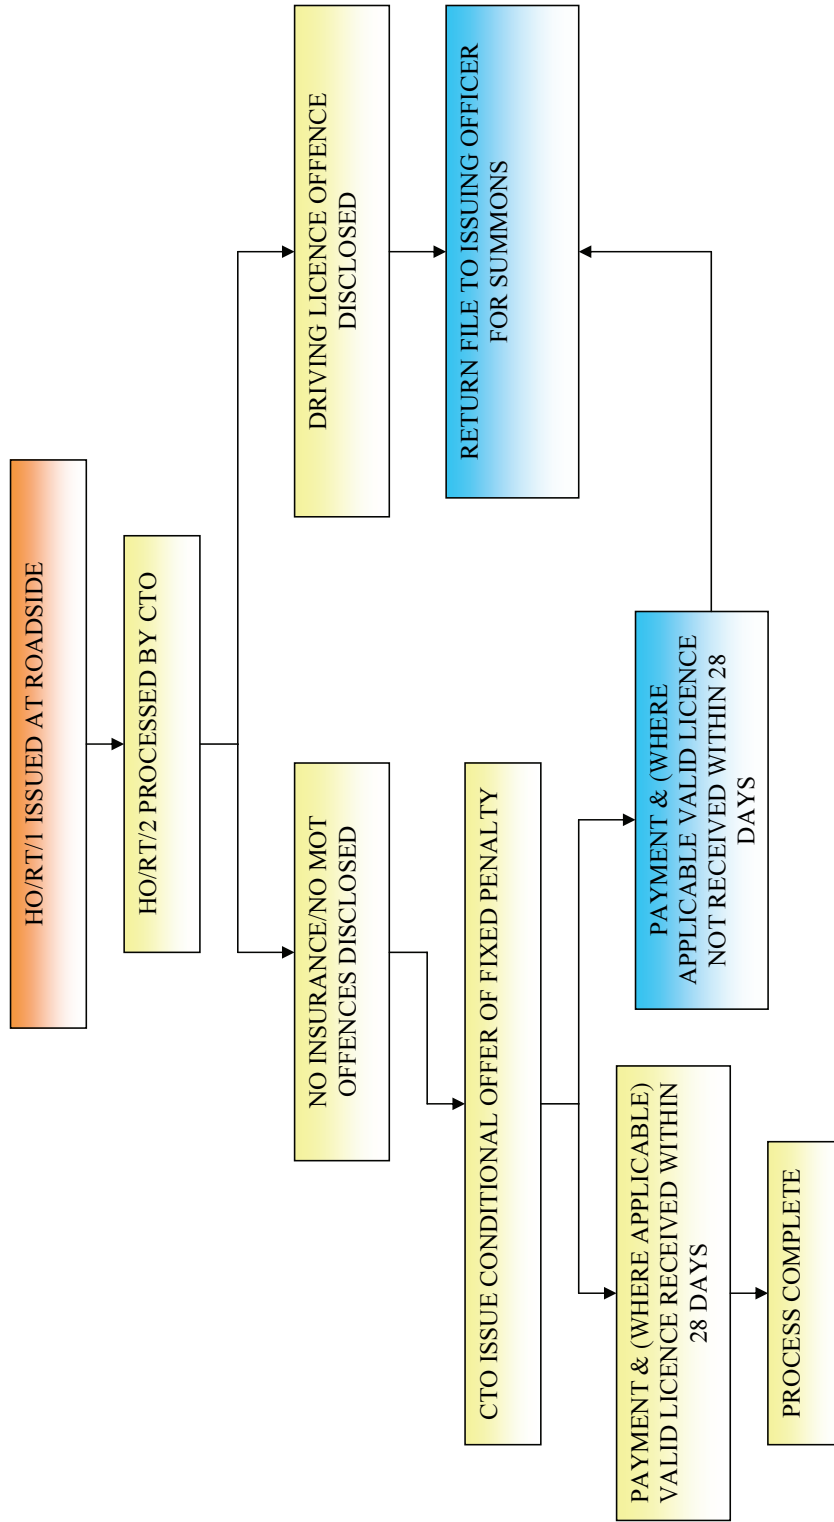 HO/RT/1 ISSUED AT ROADSIDE
HO/RT/2 PROCESSED BY CTO
NO INSURANCE/NO MOT
OFFENCES DISCLOSED
DRIVING LICENCE OFFENCE
DISCLOSED
CTO ISSUE CONDITIONAL OFFER OF FIXED PENALTY
RETURN FILE TO ISSUING OFFICER
FOR SUMMONS
PAYMENT & (WHERE APPLICABLE)
VALID LICENCE RECEIVED WITHIN
28 DAYS
PAYMENT & (WHERE
APPLICABLE VALID LICENCE
NOT RECEIVED WITHIN 28
DAYS
PROCESS COMPLETE